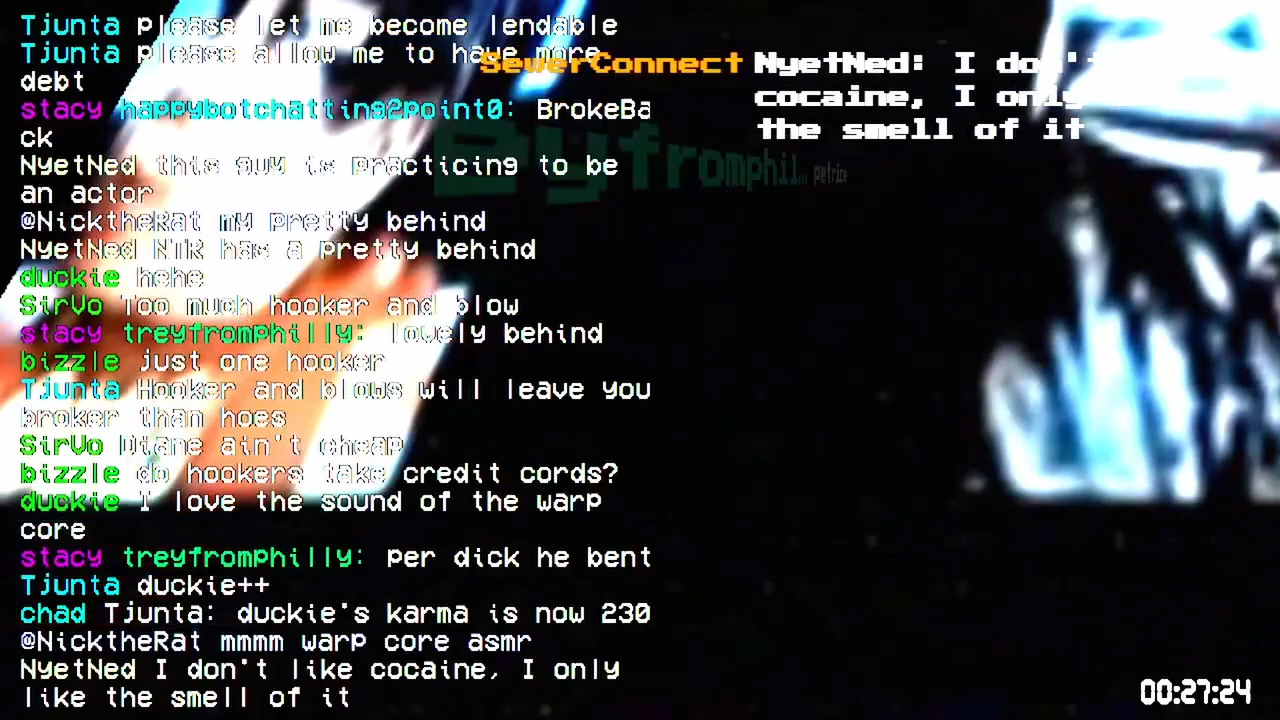 Tjunta please let me become lendable
Tjunta please allow me to have more
debt
stacy happybotchatting2point0: BrokeBa
ck
NyetNed this guy is practicing to be
an actor
@NicktheRat my pretty behind
NyetNed NTR has a pretty behind
duckie hehe
SirVo Too much hooker and blow
stacy treyfromphilly: lovely behind
bizzle just one hooker
Tjunta Hooker and blows will leave you
broker than hoes
SirVo Diane ain't cheap
bizzle do hookers take credit cords?
duckie I love the sound of the warp
core
stacy treyfromphilly: per dick he bent
Tjunta duckie++
chad Tjunta: duckie's karma is now 230
@NicktheRat mmmm warp core asmr
NyetNed I don't like cocaine, I only
like the smell of it
SewerConnect NyetNed: I don't
cocaine, I only
the smell of it
Byfromphil... petrice
00:27:24